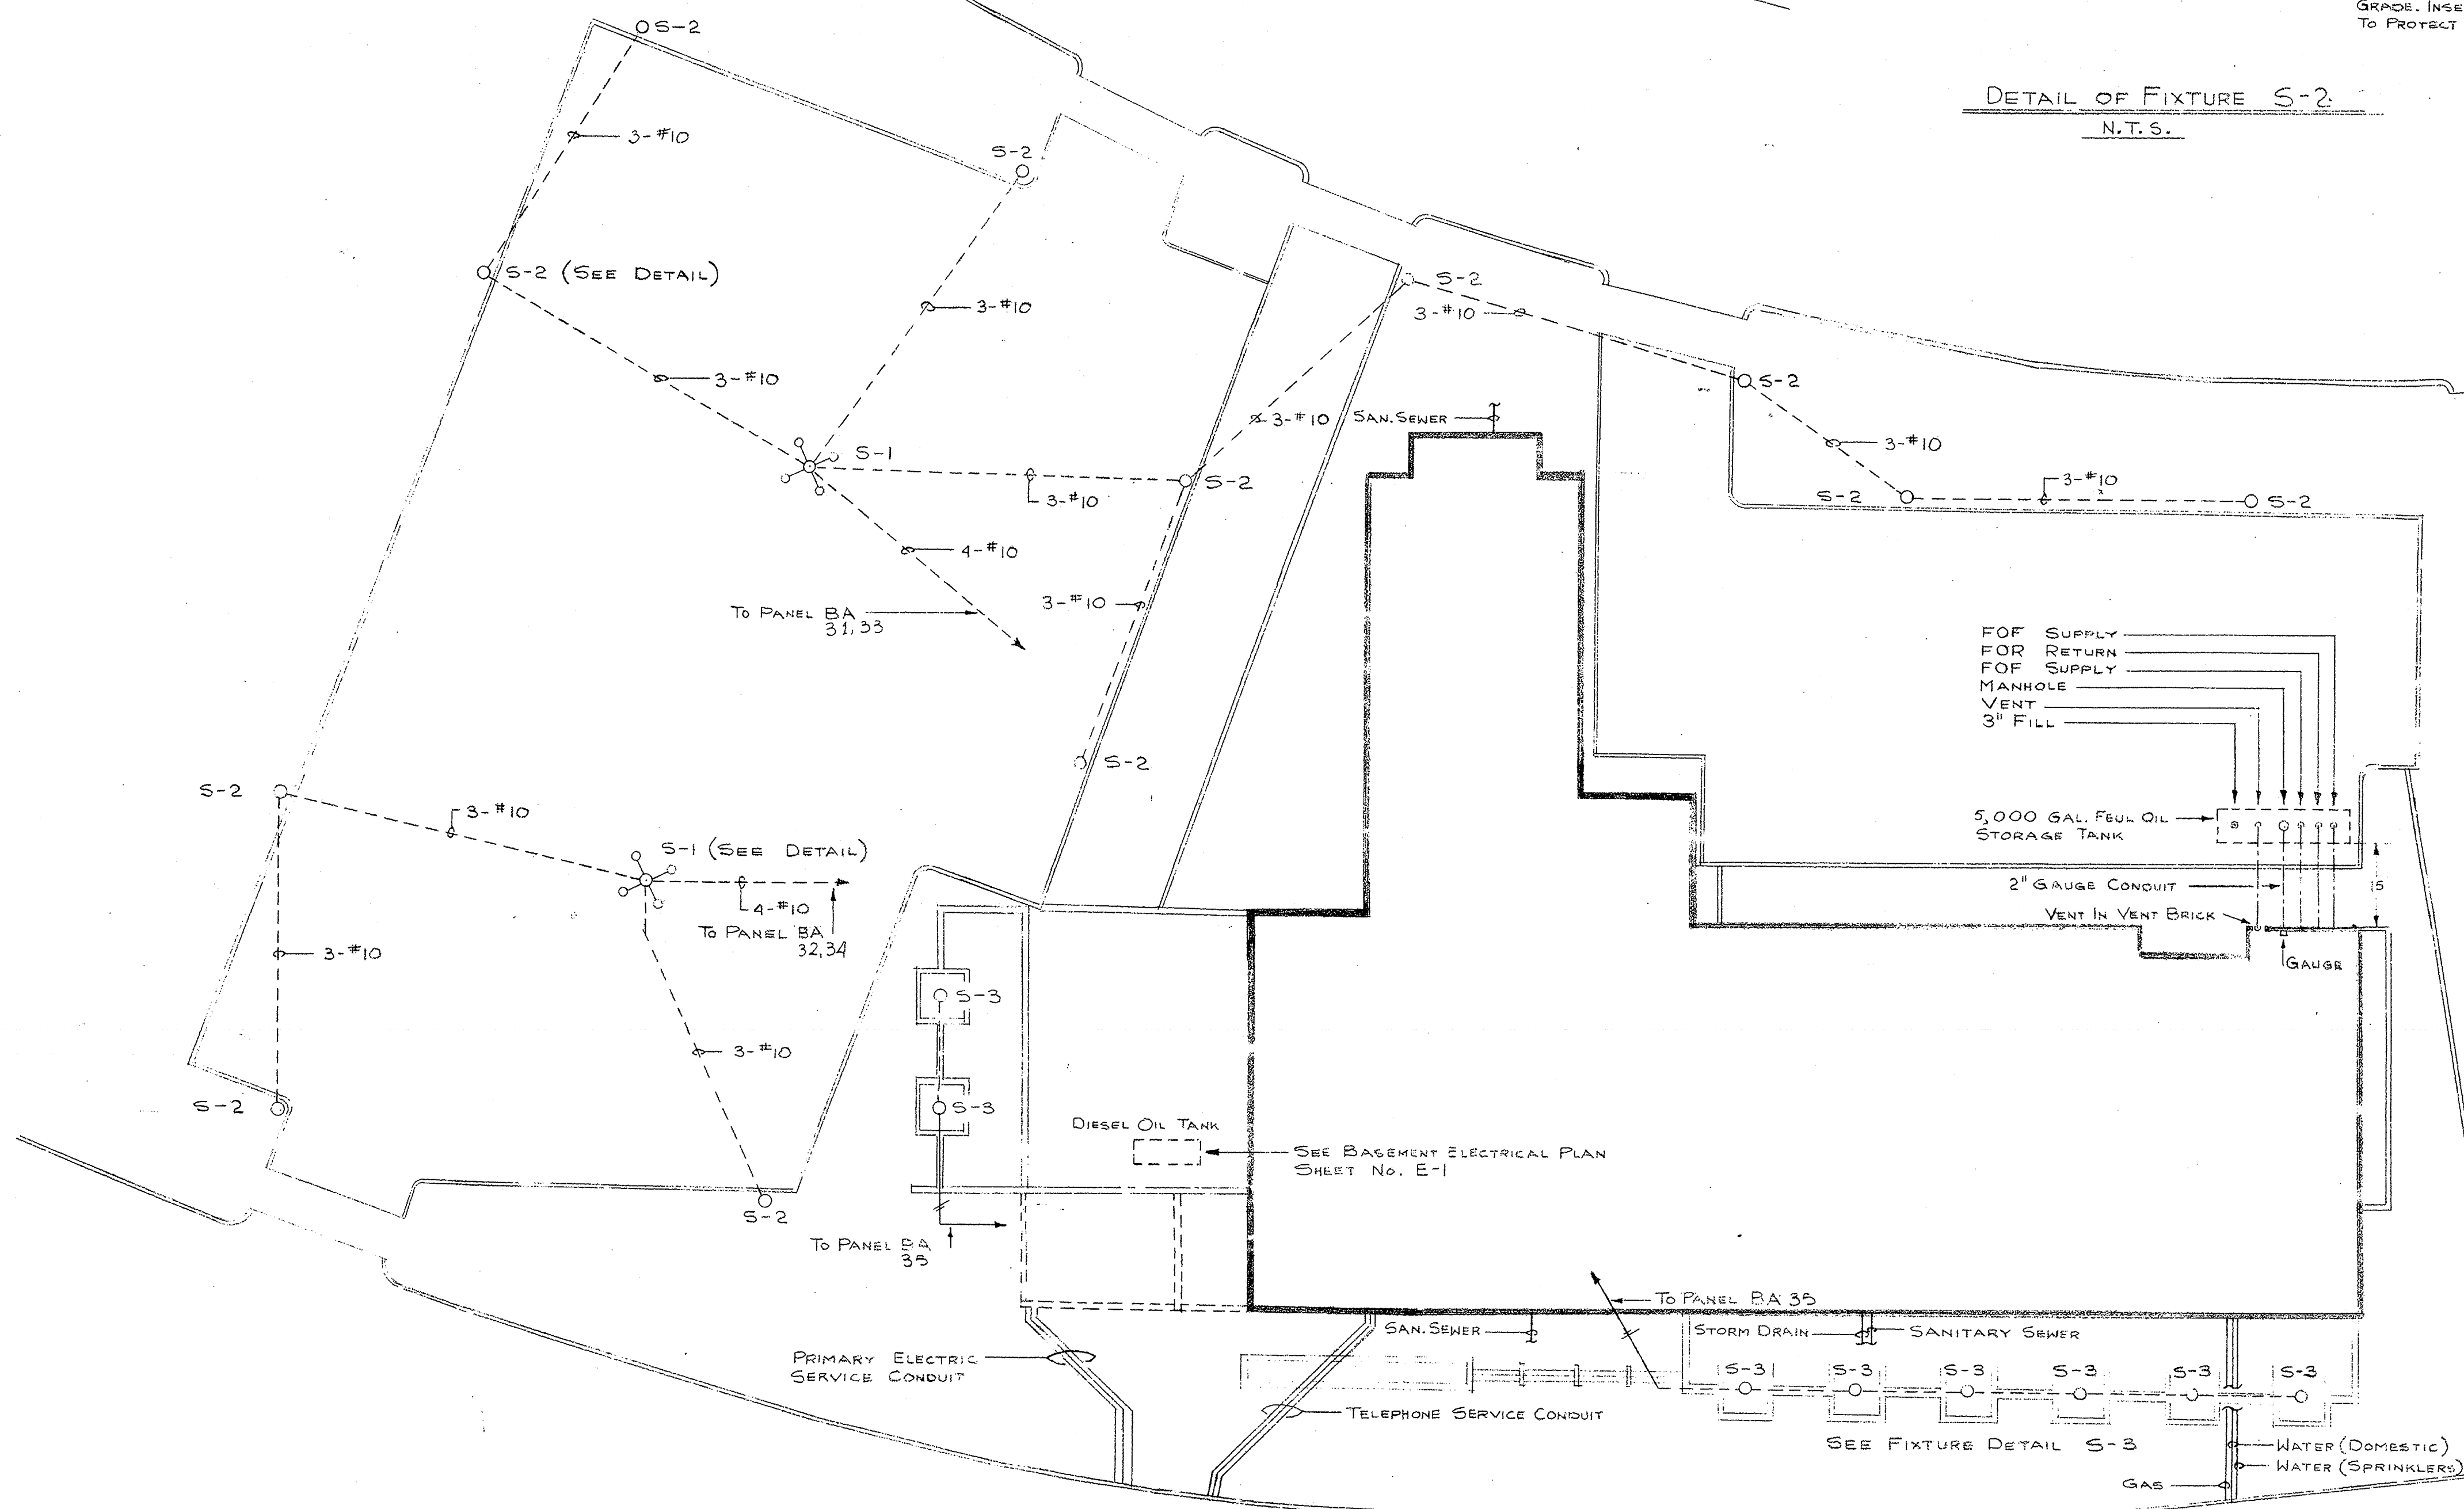 GRADE. INSE
TO PROTECT
DETAIL OF FIXTURE S-2
N.T.S.
S-2
3-#10
S-2
S-2 (SEE DETAIL)
3-#10
3-#10
S-2
3-#10
S-2
3-#10
SAN. SEWER
3-#10
S-1
3-#10
S-2
S-2
3-#10
S-2
4-#10
3-#10
TO PANEL BA
31,33
S-2
FOF SUPPLY
FOR RETURN
FOF SUPPLY
MANHOLE
VENT
3" FILL
5,000 GAL. FEUL OIL
STORAGE TANK
15
2" GAUGE CONDUIT
VENT IN VENT BRICK
GAUGE
S-2
3-#10
S-1 (SEE DETAIL)
4-#10
TO PANEL BA
32,34
3-#10
S-3
3-#10
S-2
S-3
DIESEL OIL TANK
SEE BASEMENT ELECTRICAL PLAN
SHEET NO. E-1
S-2
TO PANEL BA
35
TO PANEL BA 35
SAN. SEWER
STORM DRAIN
SANITARY SEWER
PRIMARY ELECTRIC
SERVICE CONDUIT
S-3
S-3
S-3
S-3
S-3
S-3
TELEPHONE SERVICE CONDUIT
SEE FIXTURE DETAIL S-3
WATER (DOMESTIC)
WATER (SPRINKLERS)
GAS